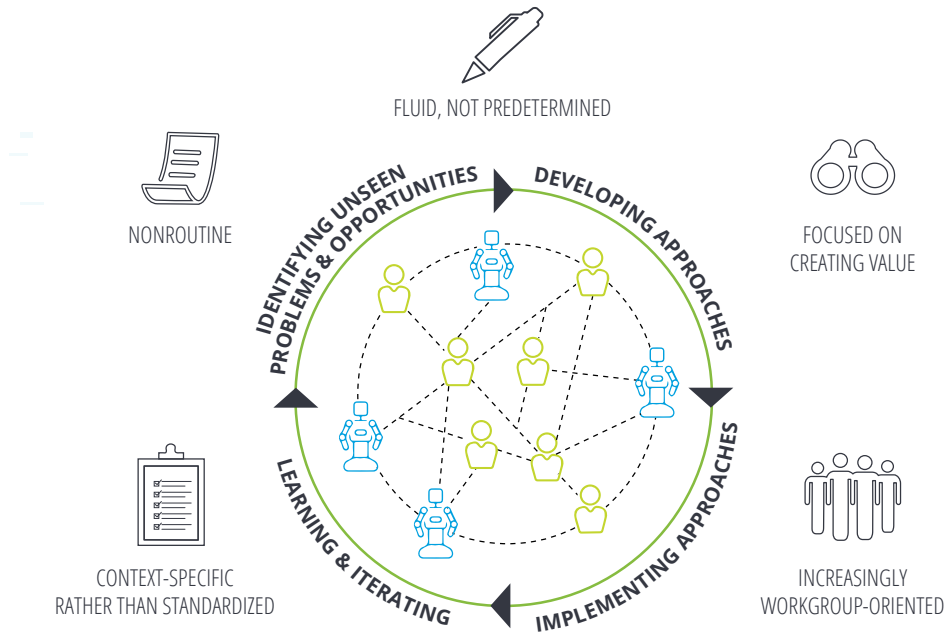 FLUID, NOT PREDETERMINED
NONROUTINE
FOCUSED ON
CREATING VALUE
IDENTIFYING UNSEEN
PROBLEMS & OPPORTUNITIES
DEVELOPING APPROACHES
IMPLEMENTING APPROACHES
LEARNING & ITERATING
CONTEXT-SPECIFIC
RATHER THAN STANDARDIZED
INCREASINGLY
WORKGROUP-ORIENTED